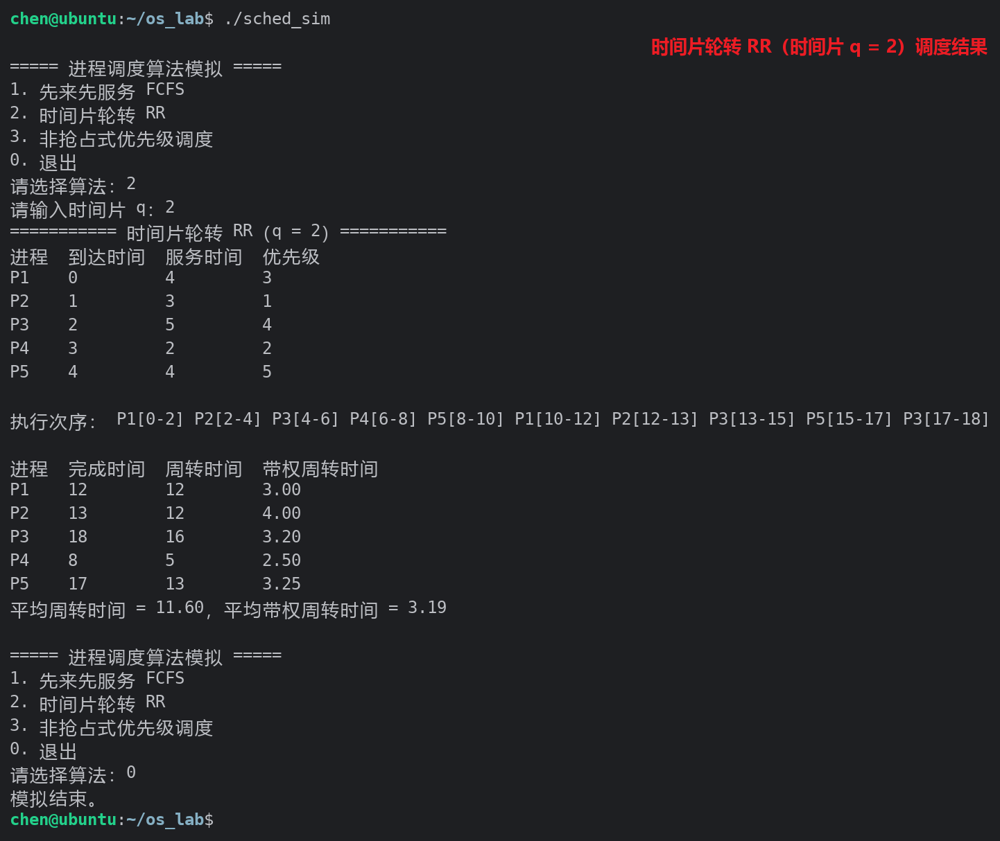 chen@ubuntu:~/os_lab$ ./sched_sim
时间片轮转 RR（时间片 q = 2）调度结果
===== 进程调度算法模拟 =====
1. 先来先服务 FCFS
2. 时间片轮转 RR
3. 非抢占式优先级调度
0. 退出
请选择算法：2
请输入时间片 q：2
=========== 时间片轮转 RR（q = 2）===========
进程  到达时间  服务时间  优先级
P1    0         4         3
P2    1         3         1
P3    2         5         4
P4    3         2         2
P5    4         4         5
执行次序： P1[0-2] P2[2-4] P3[4-6] P4[6-8] P5[8-10] P1[10-12] P2[12-13] P3[13-15] P5[15-17] P3[17-18]
进程  完成时间  周转时间  带权周转时间
P1    12        12        3.00
P2    13        12        4.00
P3    18        16        3.20
P4    8         5         2.50
P5    17        13        3.25
平均周转时间 = 11.60，平均带权周转时间 = 3.19
===== 进程调度算法模拟 =====
1. 先来先服务 FCFS
2. 时间片轮转 RR
3. 非抢占式优先级调度
0. 退出
请选择算法：0
模拟结束。
chen@ubuntu:~/os_lab$